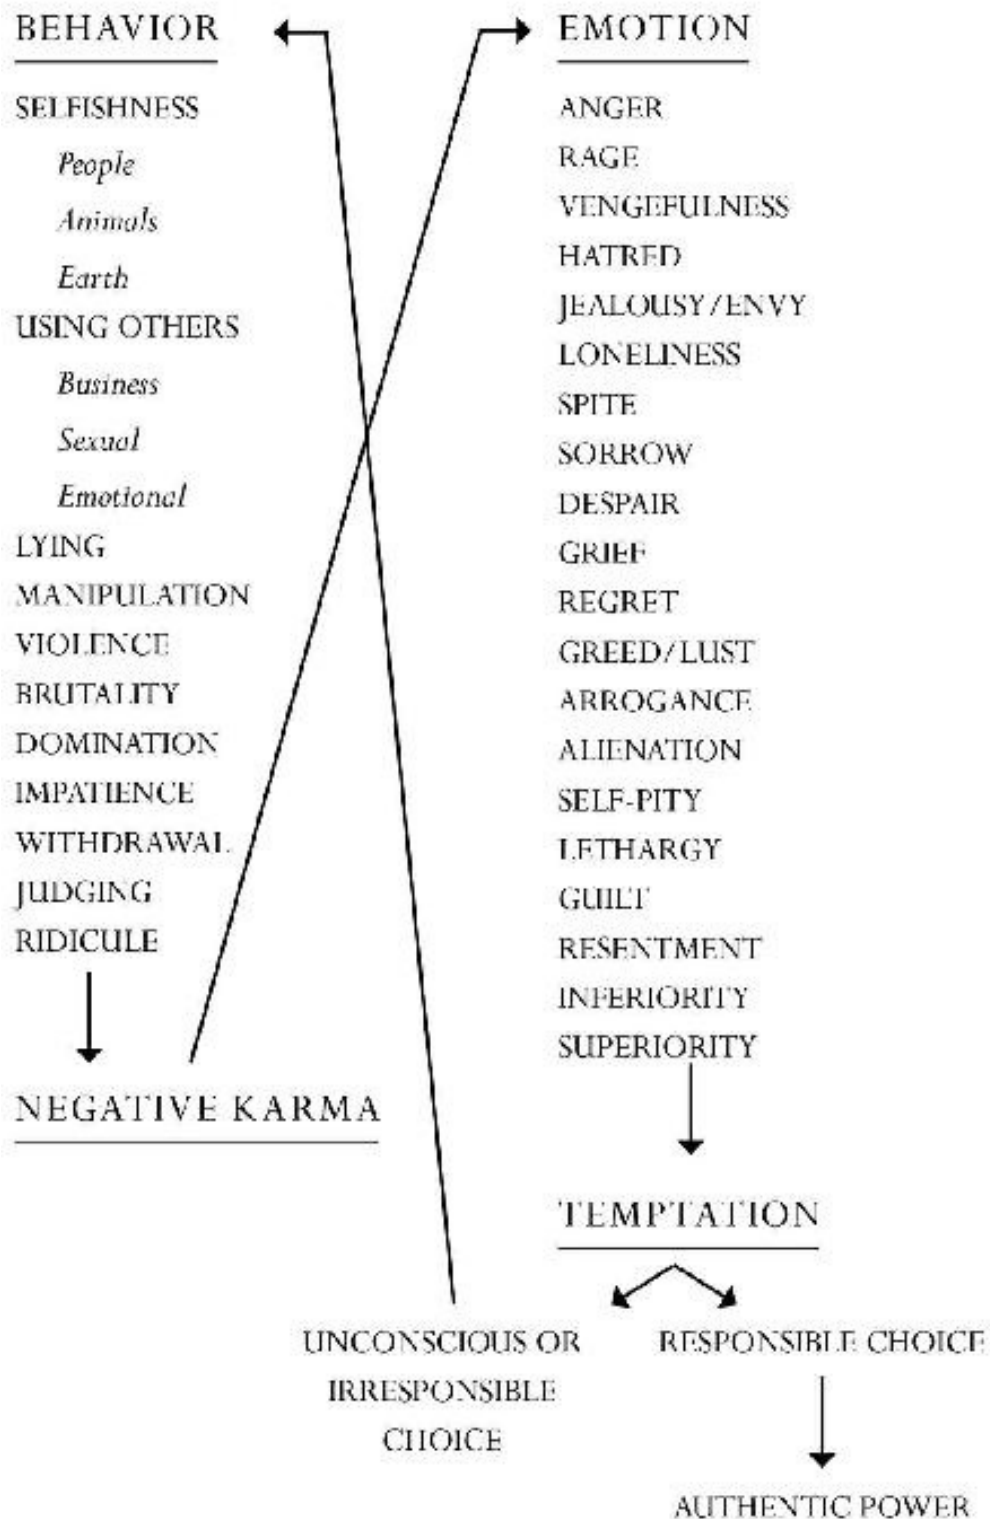 BEHAVIOR
SELFISHNESS
People
Animals
Earth
USING OTHERS
Business
Sexual
Emotional
LYING
MANIPULATION
VIOLENCE
BRUTALITY
DOMINATION
IMPATIENCE
WITHDRAWAL
JUDGING
RIDICULE
NEGATIVE KARMA
EMOTION
ANGER
RAGE
VENGEFULNESS
HATRED
JEALOUSY/ENVY
LONELINESS
SPITE
SORROW
DESPAIR
GRIEF
REGRET
GREED/LUST
ARROGANCE
ALIENATION
SELF-PITY
LETHARGY
GUILT
RESENTMENT
INFERIORITY
SUPERIORITY
TEMPTATION
UNCONSCIOUS OR
IRRESPONSIBLE
CHOICE
RESPONSIBLE CHOICE
AUTHENTIC POWER